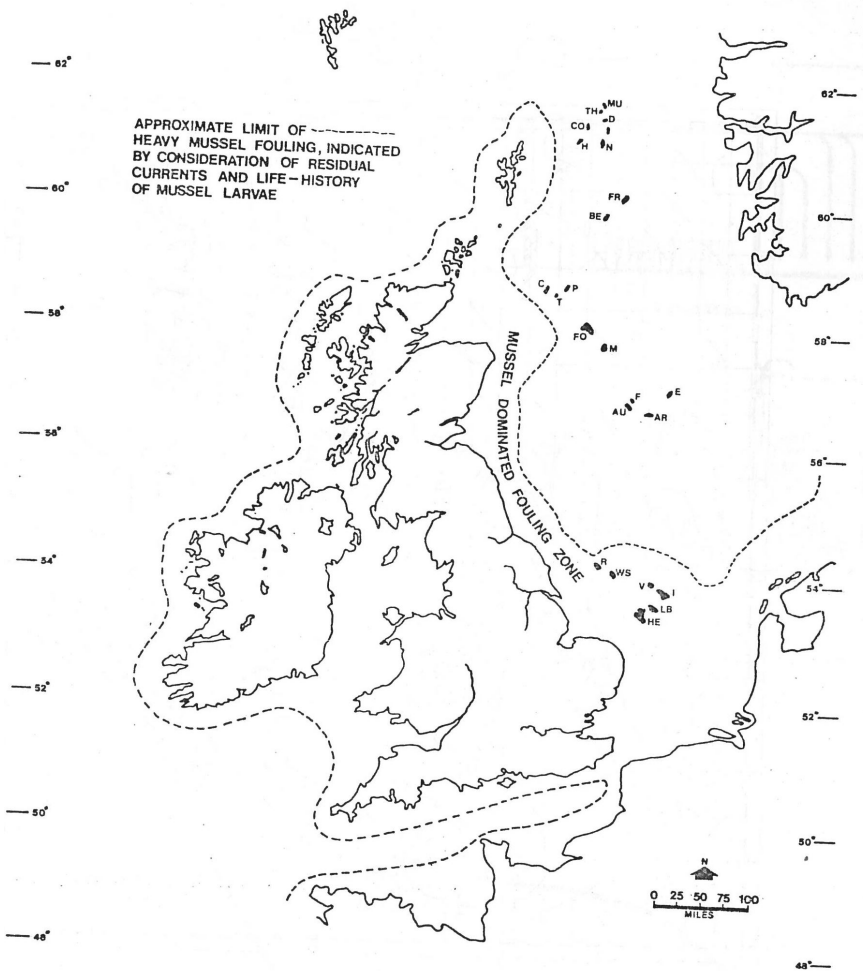 62°
62°
MU
TH
D
CO
H
N
APPROXIMATE LIMIT OF ------------
HEAVY MUSSEL FOULING, INDICATED
BY CONSIDERATION OF RESIDUAL
CURRENTS AND LIFE-HISTORY
OF MUSSEL LARVAE
60°
60°
FR
BE
58°
58°
C
T
P
FO
M
MUSSEL DOMINATED FOULING ZONE
E
F
AU
AR
56°
56°
54°
54°
R
WS
V
I
LB
HE
52°
52°
50°
50°
N
0 25 50 75 100
MILES
48°
48°